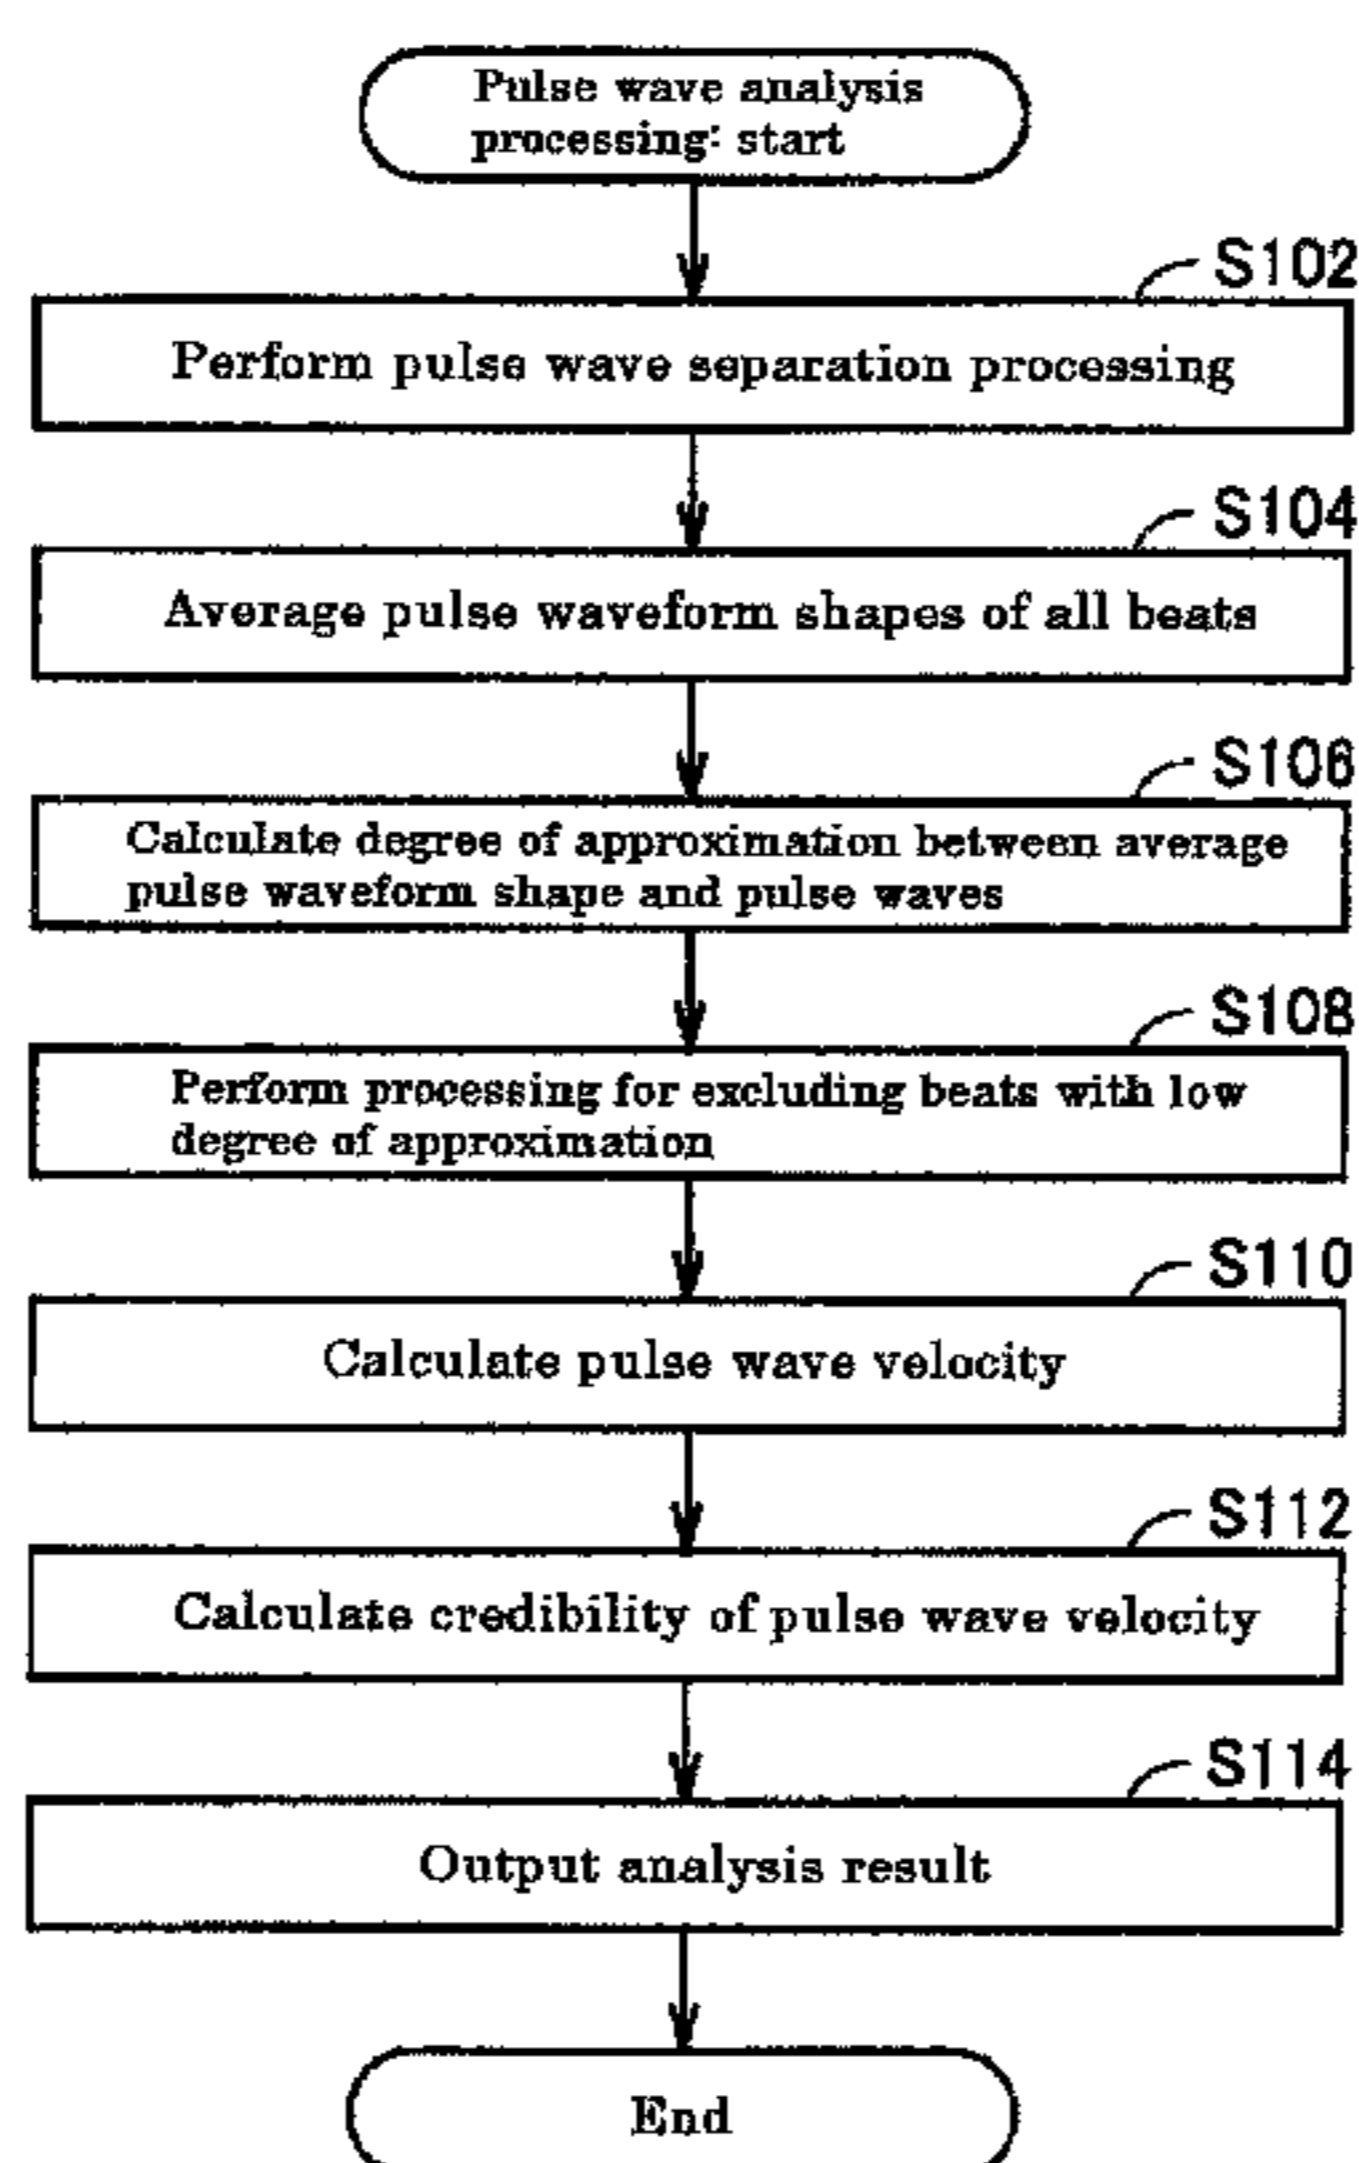 Pulse wave analysis
processing: start
S102
Perform pulse wave separation processing
S104
Average pulse waveform shapes of all beats
S106
Calculate degree of approximation between average
pulse waveform shape and pulse waves
S108
Perform processing for excluding beats with low
degree of approximation
S110
Calculate pulse wave velocity
S112
Calculate credibility of pulse wave velocity
S114
Output analysis result
End